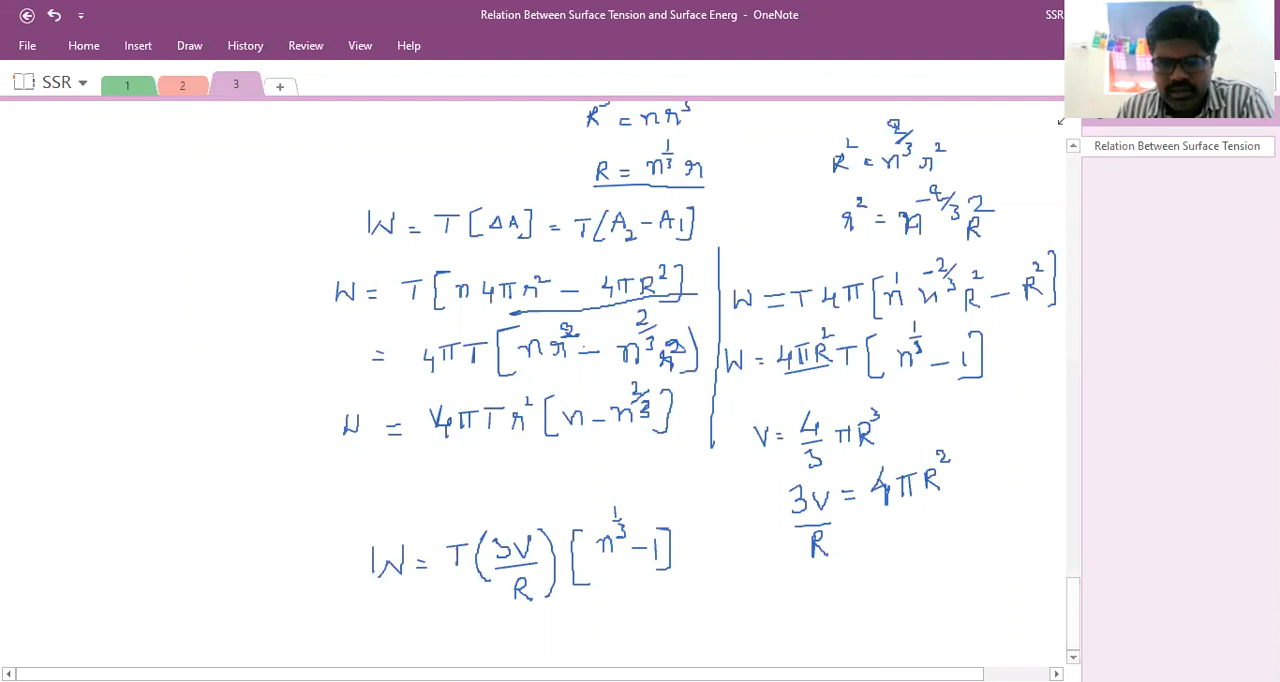 Relation Between Surface Tension and Surface Energ - OneNote
SSR
File Home Insert Draw History Review View Help
SSR 1 2 3 +
Relation Between Surface Tension
R³ = nr³
R = n^{1/3} r
W = T[ΔA] = T[A₂ - A₁]
W = T[n 4πr² - 4πR²]
= 4πT[nr² - n^{2/3} r²]
W = 4πTr²[n - n^{2/3}]
W = T(3V/R)[n^{1/3} - 1]
R² = n^{2/3} r²
r² = n^{-2/3} R²
W = T4π[n¹ n^{-2/3} R² - R²]
W = 4πR²T[n^{1/3} - 1]
V = 4/3 πR³
3V/R = 4πR²